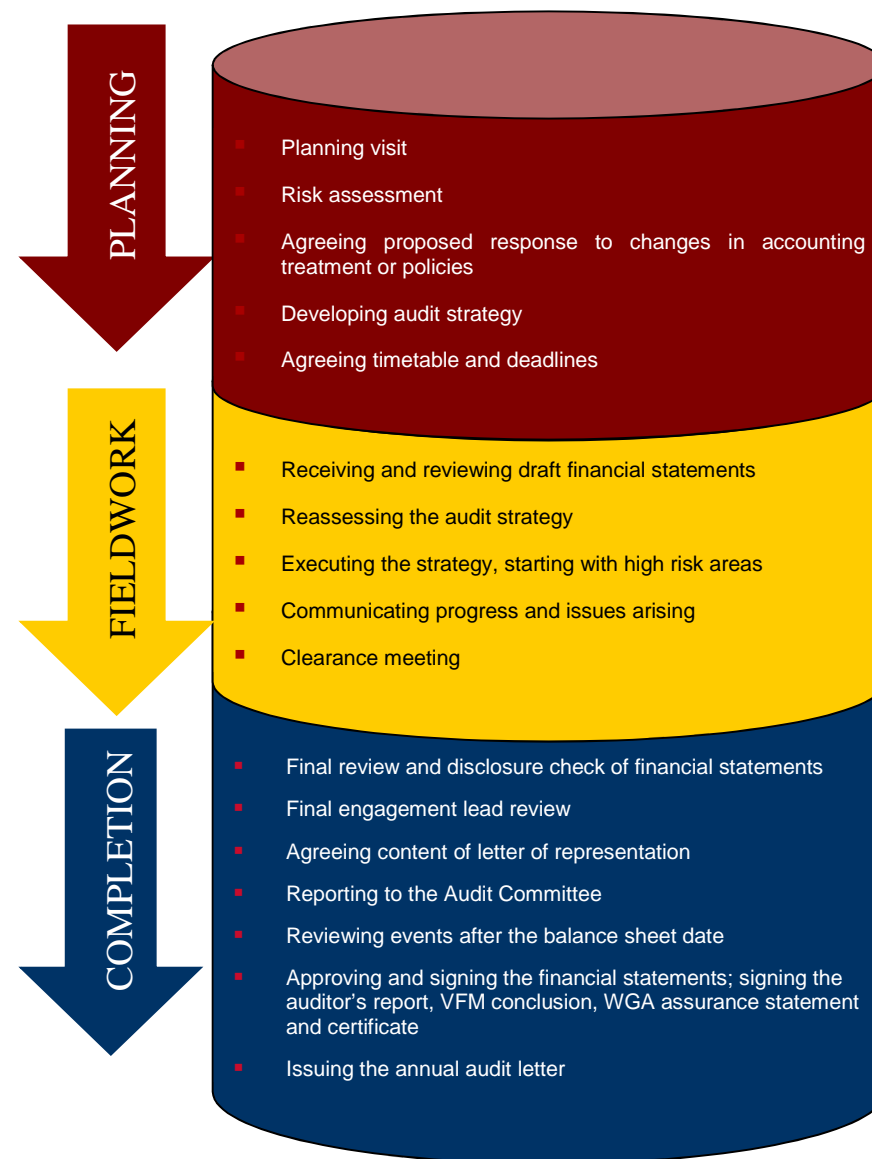 PLANNING
Planning visit
Risk assessment
Agreeing proposed response to changes in accounting
treatment or policies
Developing audit strategy
Agreeing timetable and deadlines
FIELDWORK
Receiving and reviewing draft financial statements
Reassessing the audit strategy
Executing the strategy, starting with high risk areas
Communicating progress and issues arising
Clearance meeting
COMPLETION
Final review and disclosure check of financial statements
Final engagement lead review
Agreeing content of letter of representation
Reporting to the Audit Committee
Reviewing events after the balance sheet date
Approving and signing the financial statements; signing the
auditor’s report, VFM conclusion, WGA assurance statement
and certificate
Issuing the annual audit letter